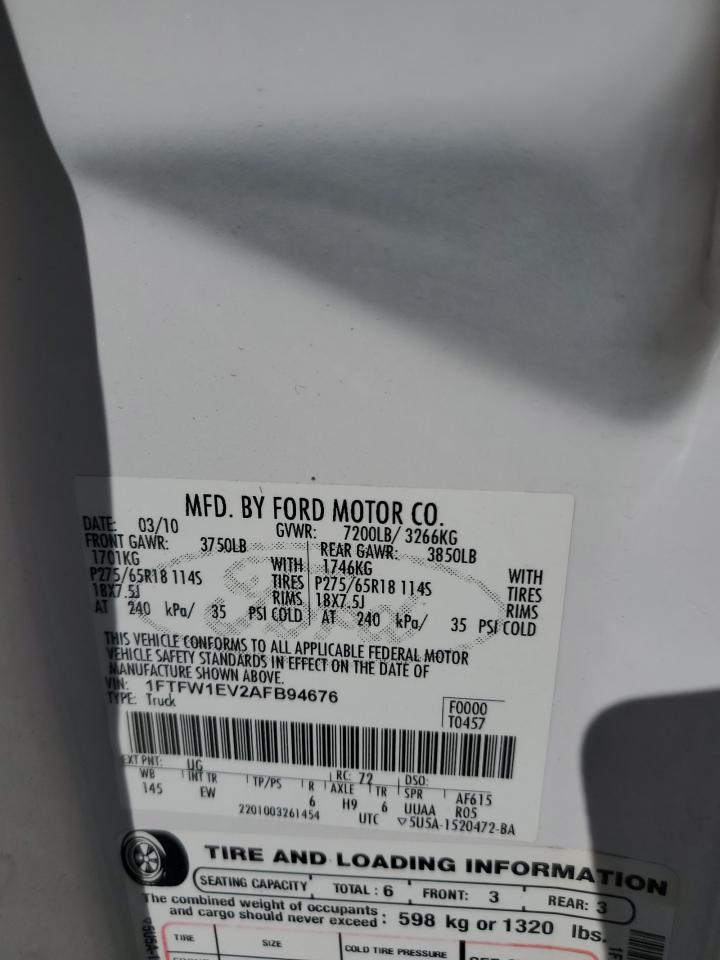 MFD. BY FORD MOTOR CO.
DATE: 03/10 GVWR: 7200LB/ 3266KG
FRONT GAWR: 3750LB REAR GAWR: 3850LB
1701KG WITH 1746KG WITH
P275/65R18 114S TIRES P275/65R18 114S TIRES
18X7.5J RIMS 18X7.5J RIMS
AT 240 kPa/ 35 PSI COLD AT 240 kPa/ 35 PSI COLD
THIS VEHICLE CONFORMS TO ALL APPLICABLE FEDERAL MOTOR
VEHICLE SAFETY STANDARDS IN EFFECT ON THE DATE OF
MANUFACTURE SHOWN ABOVE.
VIN: 1FTFW1EV2AFB94676 F0000
TYPE: Truck T0457
EXT PNT: UG RC: 72 DSO:
WB INT TR TP/PS R AXLE TR SPR AF615
145 EW 6 H9 6 UUAA R05
2201003261454 UTC ▽5U5A-1520472-BA
TIRE AND LOADING INFORMATION
SEATING CAPACITY TOTAL : 6 FRONT: 3 REAR: 3
The combined weight of occupants
and cargo should never exceed : 598 kg or 1320 lbs.
TIRE SIZE COLD TIRE PRESSURE